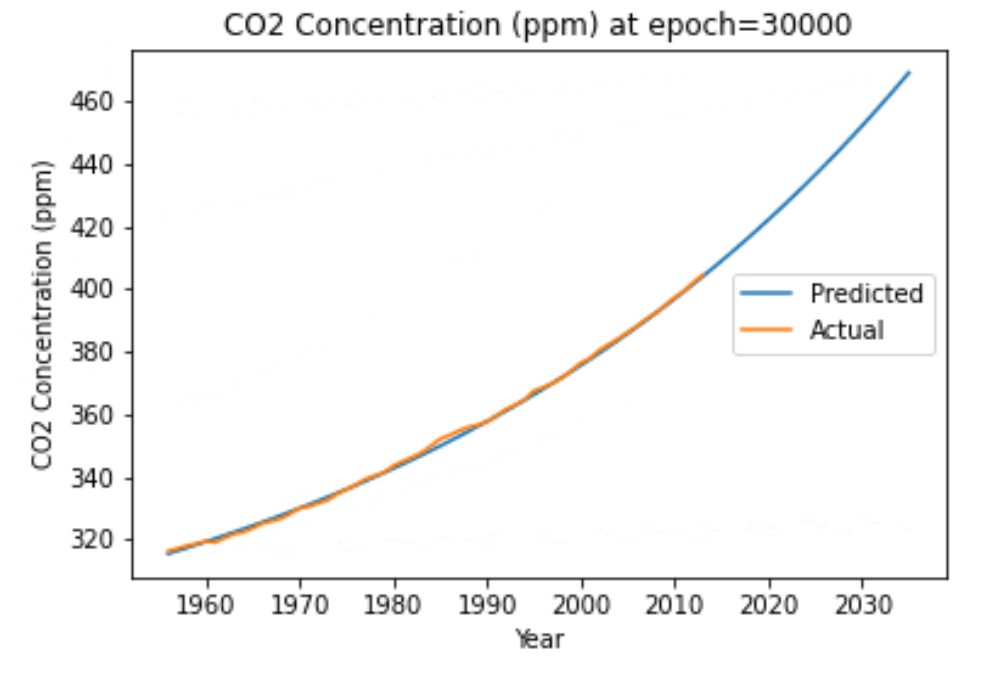 CO2 Concentration (ppm) at epoch=30000
CO2 Concentration (ppm)
460
440
420
400
380
360
340
320
Predicted
Actual
1960 1970 1980 1990 2000 2010 2020 2030
Year